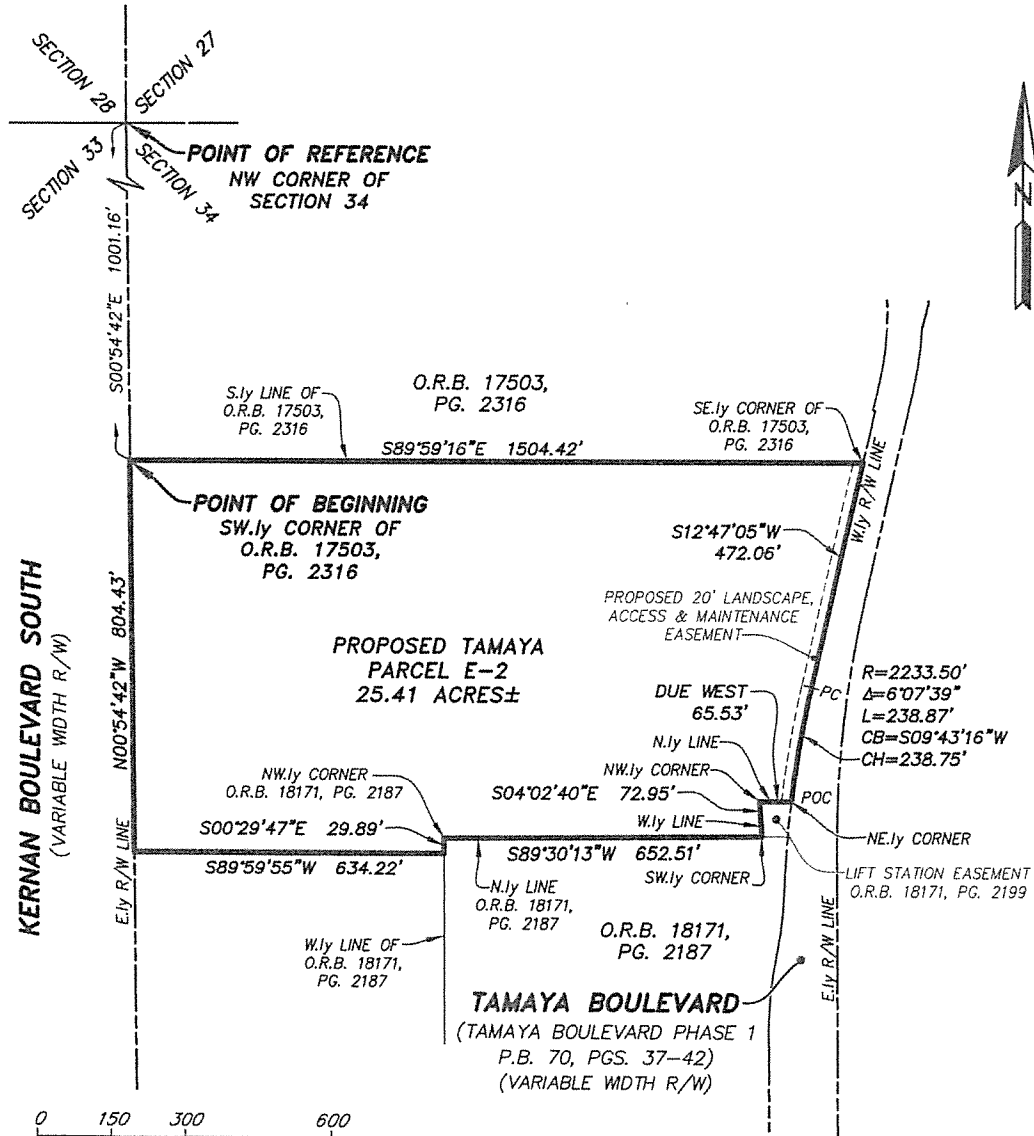 SECTION 28
SECTION 27
SECTION 33
SECTION 34
POINT OF REFERENCE
NW CORNER OF
SECTION 34
N
S00°54'42"E 1001.16'
O.R.B. 17503,
PG. 2316
S.ly LINE OF
O.R.B. 17503,
PG. 2316
SE.ly CORNER OF
O.R.B. 17503,
PG. 2316
S89°59'16"E 1504.42'
W.ly R/W LINE
POINT OF BEGINNING
SW.ly CORNER OF
O.R.B. 17503,
PG. 2316
S12°47'05"W
472.06'
PROPOSED 20' LANDSCAPE,
ACCESS & MAINTENANCE
EASEMENT
KERNAN BOULEVARD SOUTH
(VARIABLE WIDTH R/W)
N00°54'42"W 804.43'
E.ly R/W LINE
PROPOSED TAMAYA
PARCEL E-2
25.41 ACRES±
PC
R=2233.50'
Δ=6°07'39"
L=238.87'
CB=S09°43'16"W
CH=238.75'
DUE WEST
65.53'
N.ly LINE
NW.ly CORNER
S04°02'40"E 72.95'
W.ly LINE
POC
NE.ly CORNER
NW.ly CORNER
O.R.B. 18171, PG. 2187
S00°29'47"E 29.89'
S89°59'55"W 634.22'
S89°30'13"W 652.51'
SW.ly CORNER
LIFT STATION EASEMENT
O.R.B. 18171, PG. 2199
N.ly LINE
O.R.B. 18171,
PG. 2187
O.R.B. 18171,
PG. 2187
W.ly LINE OF
O.R.B. 18171,
PG. 2187
E.ly R/W LINE
TAMAYA BOULEVARD
(TAMAYA BOULEVARD PHASE 1
P.B. 70, PGS. 37–42)
(VARIABLE WIDTH R/W)
0 150 300 600